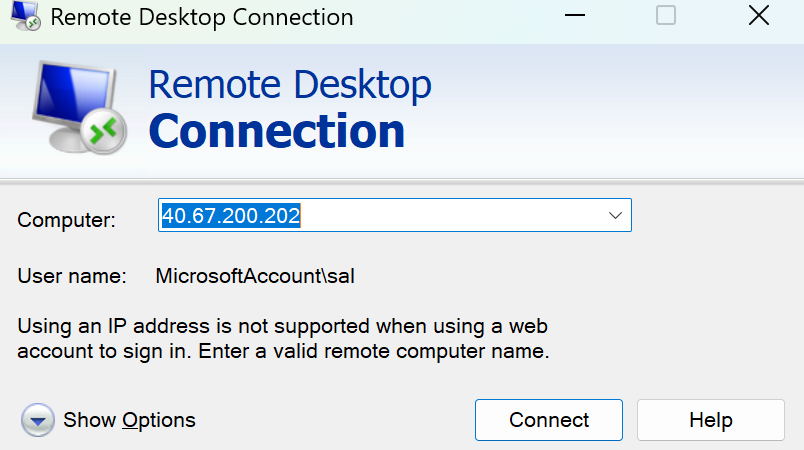 Remote Desktop Connection
Remote Desktop
Connection
Computer: 40.67.200.202
User name: MicrosoftAccount\sal
Using an IP address is not supported when using a web
account to sign in. Enter a valid remote computer name.
Show Options Connect Help